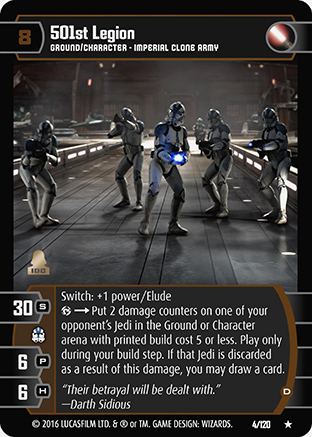 8
501st Legion
GROUND/CHARACTER - IMPERIAL CLONE ARMY
IDC
30 S
6 P
6 H
Switch: +1 power/Elude
→ Put 2 damage counters on one of your
opponent's Jedi in the Ground or Character
arena with printed build cost 5 or less. Play only
during your build step. If that Jedi is discarded
as a result of this damage, you may draw a card.
"Their betrayal will be dealt with."
—Darth Sidious
D
© 2016 LUCASFILM LTD. & ® or TM. GAME DESIGN: WIZARDS.
4/120